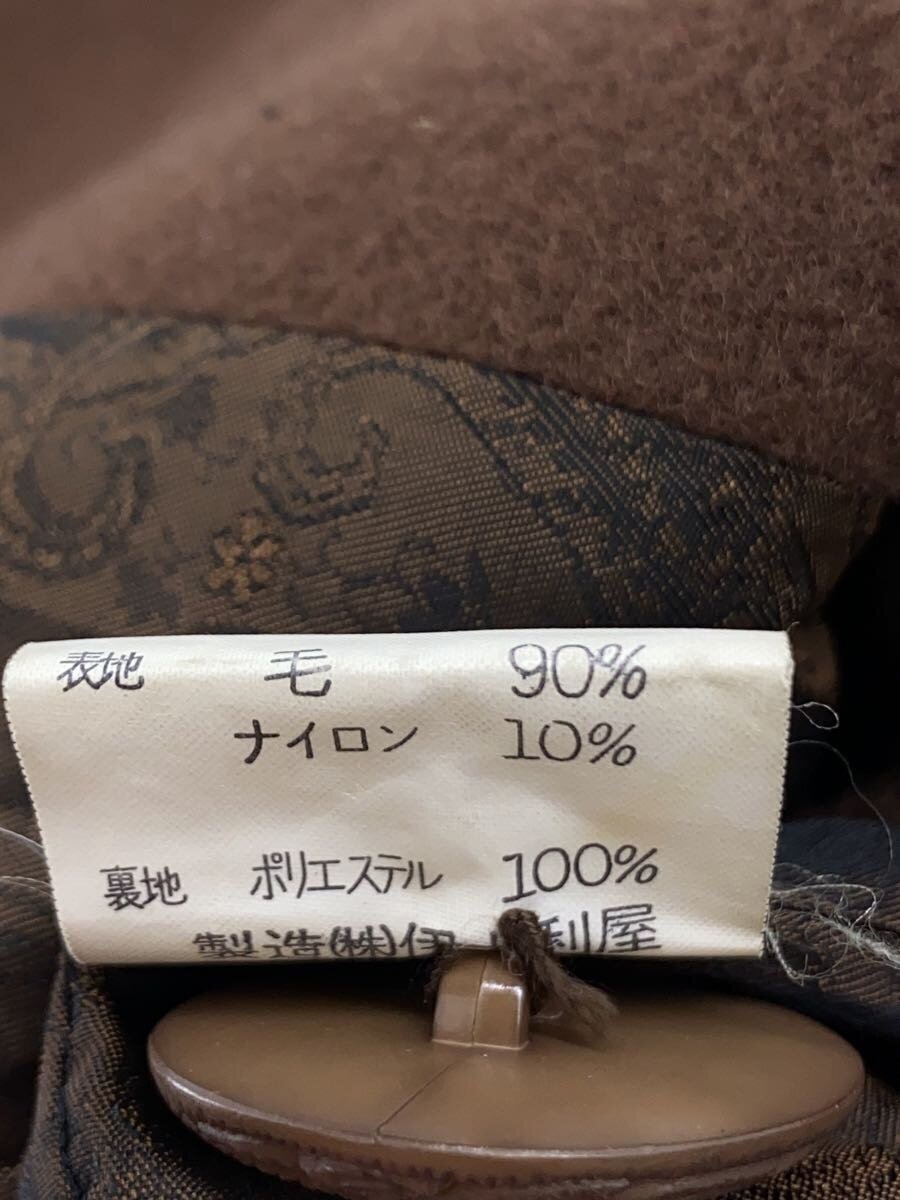 表地 毛 90%
ナイロン 10%
裏地 ポリエステル 100%
製造(株)伊 利屋